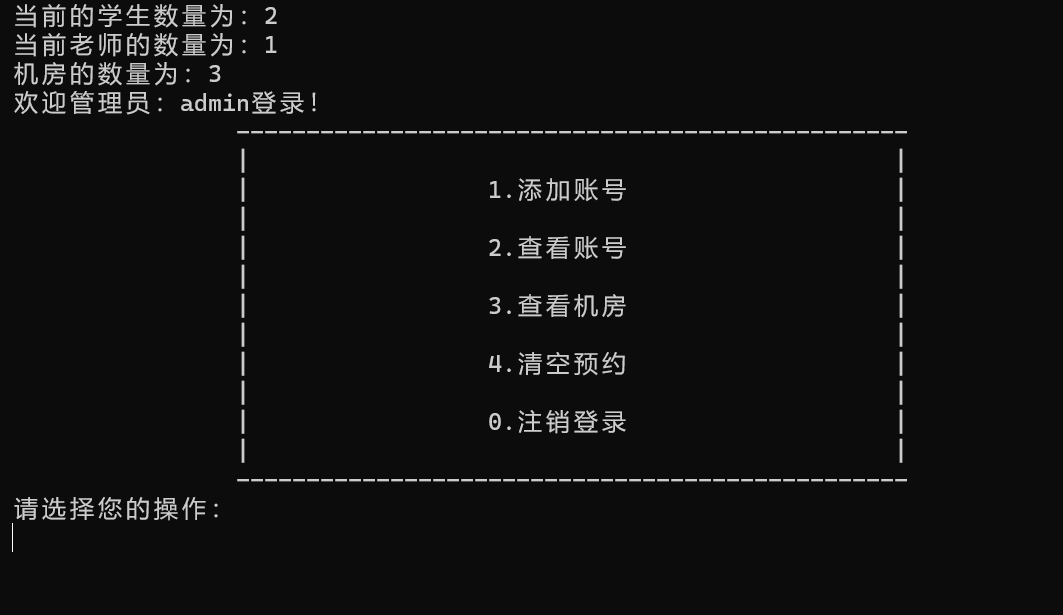 当前的学生数量为：2
当前老师的数量为：1
机房的数量为：3
欢迎管理员：admin登录！
1.添加账号
2.查看账号
3.查看机房
4.清空预约
0.注销登录
请选择您的操作：